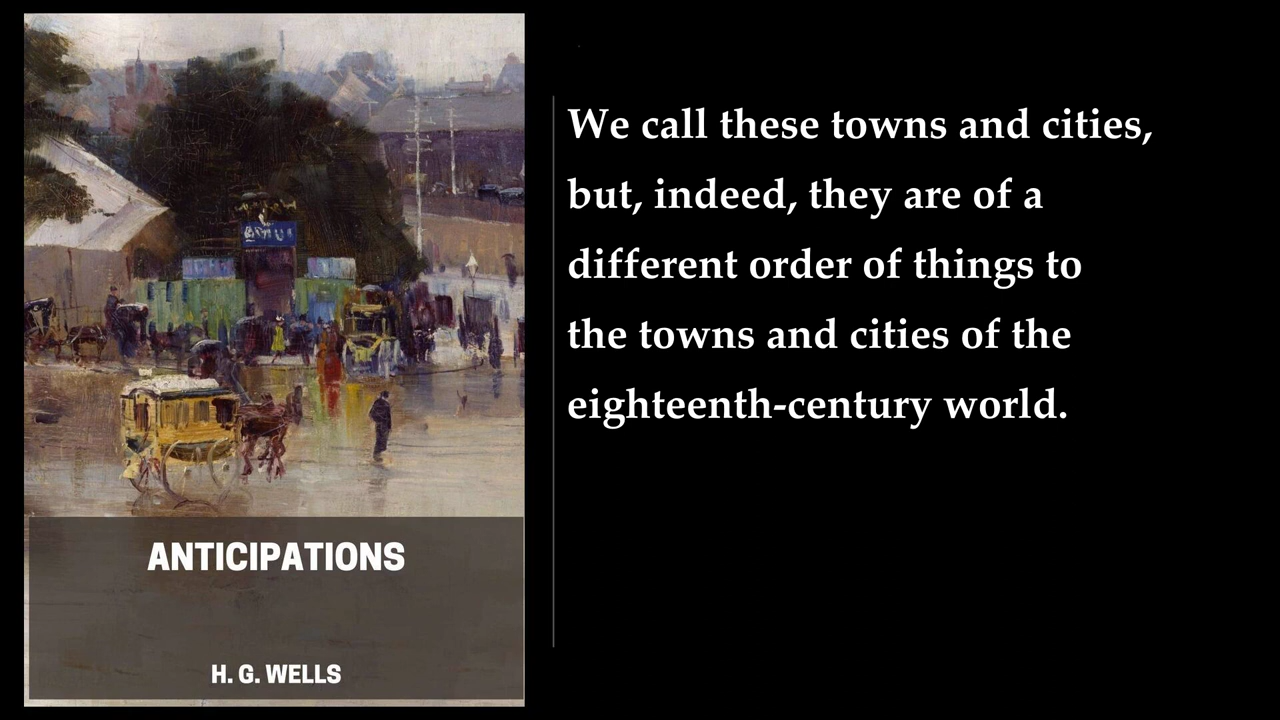 ANTICIPATIONS
H. G. WELLS
We call these towns and cities,
but, indeed, they are of a
different order of things to
the towns and cities of the
eighteenth-century world.